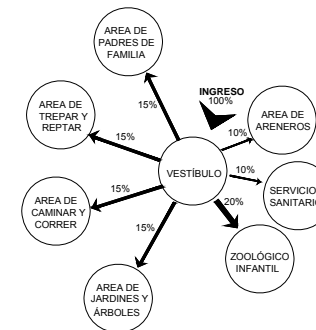 AREA DE
PADRES DE
FAMILIA
15%
INGRESO
100%
AREA DE
TREPAR Y
REPTAR
15%
AREA DE
ARENEROS
10%
VESTÍBULO
10%
SERVICIO
SANITARIO
15%
20%
AREA DE
CAMINAR Y
CORRER
15%
ZOOLÓGICO
INFANTIL
AREA DE
JARDINES Y
ÁRBOLES